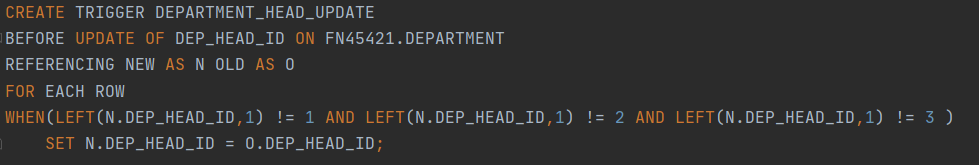 CREATE TRIGGER DEPARTMENT_HEAD_UPDATE
BEFORE UPDATE OF DEP_HEAD_ID ON FN45421.DEPARTMENT
REFERENCING NEW AS N OLD AS O
FOR EACH ROW
WHEN(LEFT(N.DEP_HEAD_ID,1) != 1 AND LEFT(N.DEP_HEAD_ID,1) != 2 AND LEFT(N.DEP_HEAD_ID,1) != 3 )
    SET N.DEP_HEAD_ID = O.DEP_HEAD_ID;